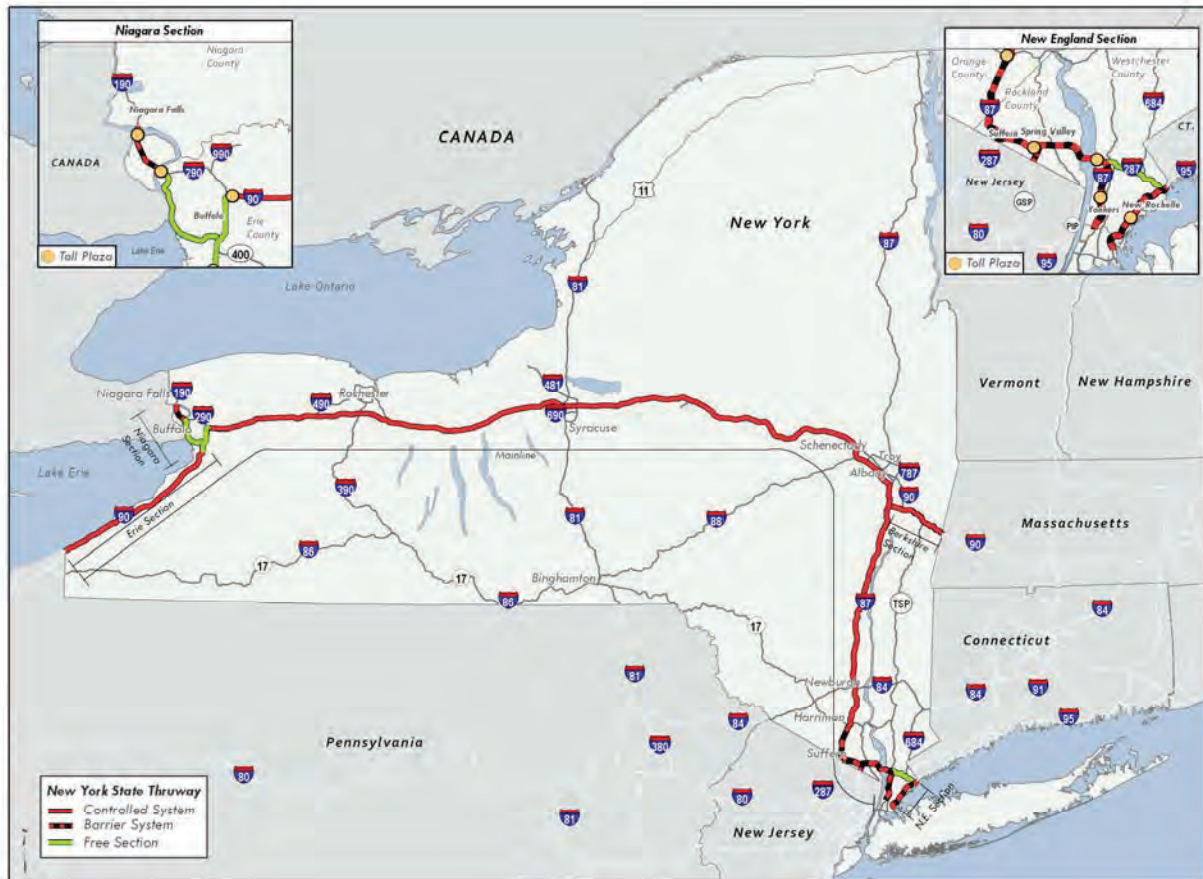 Niagara Section
Niagara
County
190
Niagara Falls
CANADA
290
990
90
Buffalo
Erie
County
Lake Erie
400
Toll Plaza
New England Section
Orange
County
Westchester
County
Rockland
County
87
684
Suffern
Spring Valley
CT.
287
87
287
95
New Jersey
New Rochelle
GSP
Yonkers
80
PIP
Toll Plaza
95
CANADA
11
New York
87
Lake Ontario
81
Vermont
New Hampshire
190
Niagara Falls
490
Rochester
481
290
690
Buffalo
Syracuse
Niagara
Section
Schenectady
Troy
Mainline
Albany
787
Lake Erie
390
90
90
Erie Section
81
88
Massachusetts
Berkshire
Section
90
86
17
17
Binghamton
86
87
TSP
84
17
Connecticut
81
Newburgh
84
84
91
84
Harriman
95
Pennsylvania
380
Suffern
684
80
287
80
81
New Jersey
N.E. Section
New York State Thruway
Controlled System
Barrier System
Free Section